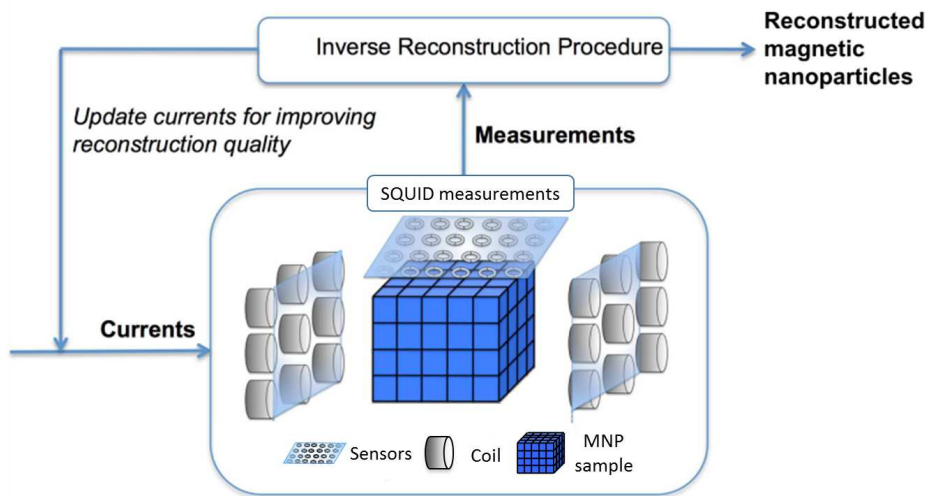 Inverse Reconstruction Procedure
Reconstructed
magnetic
nanoparticles
Update currents for improving
reconstruction quality
Measurements
SQUID measurements
Currents
Sensors
Coil
MNP
sample